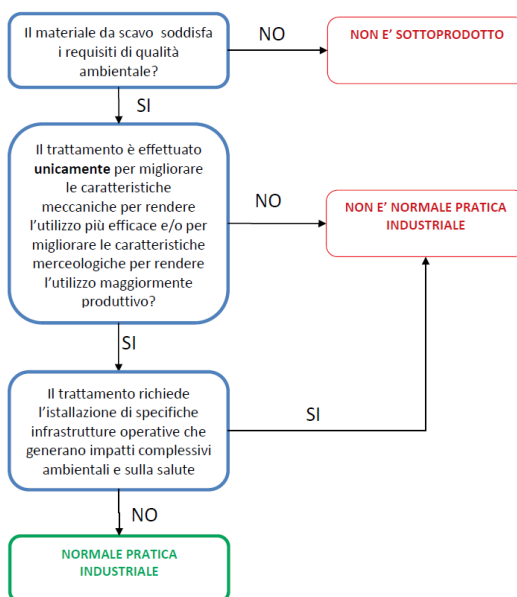 Il materiale da scavo soddisfa
i requisiti di qualità
ambientale?
NO
NON E' SOTTOPRODOTTO
SI
Il trattamento è effettuato
unicamente per migliorare
le caratteristiche
meccaniche per rendere
l'utilizzo più efficace e/o per
migliorare le caratteristiche
merceologiche per rendere
l'utilizzo maggiormente
produttivo?
NO
NON E' NORMALE PRATICA
INDUSTRIALE
SI
Il trattamento richiede
l'istallazione di specifiche
infrastrutture operative che
generano impatti complessivi
ambientali e sulla salute
SI
NO
NORMALE PRATICA
INDUSTRIALE